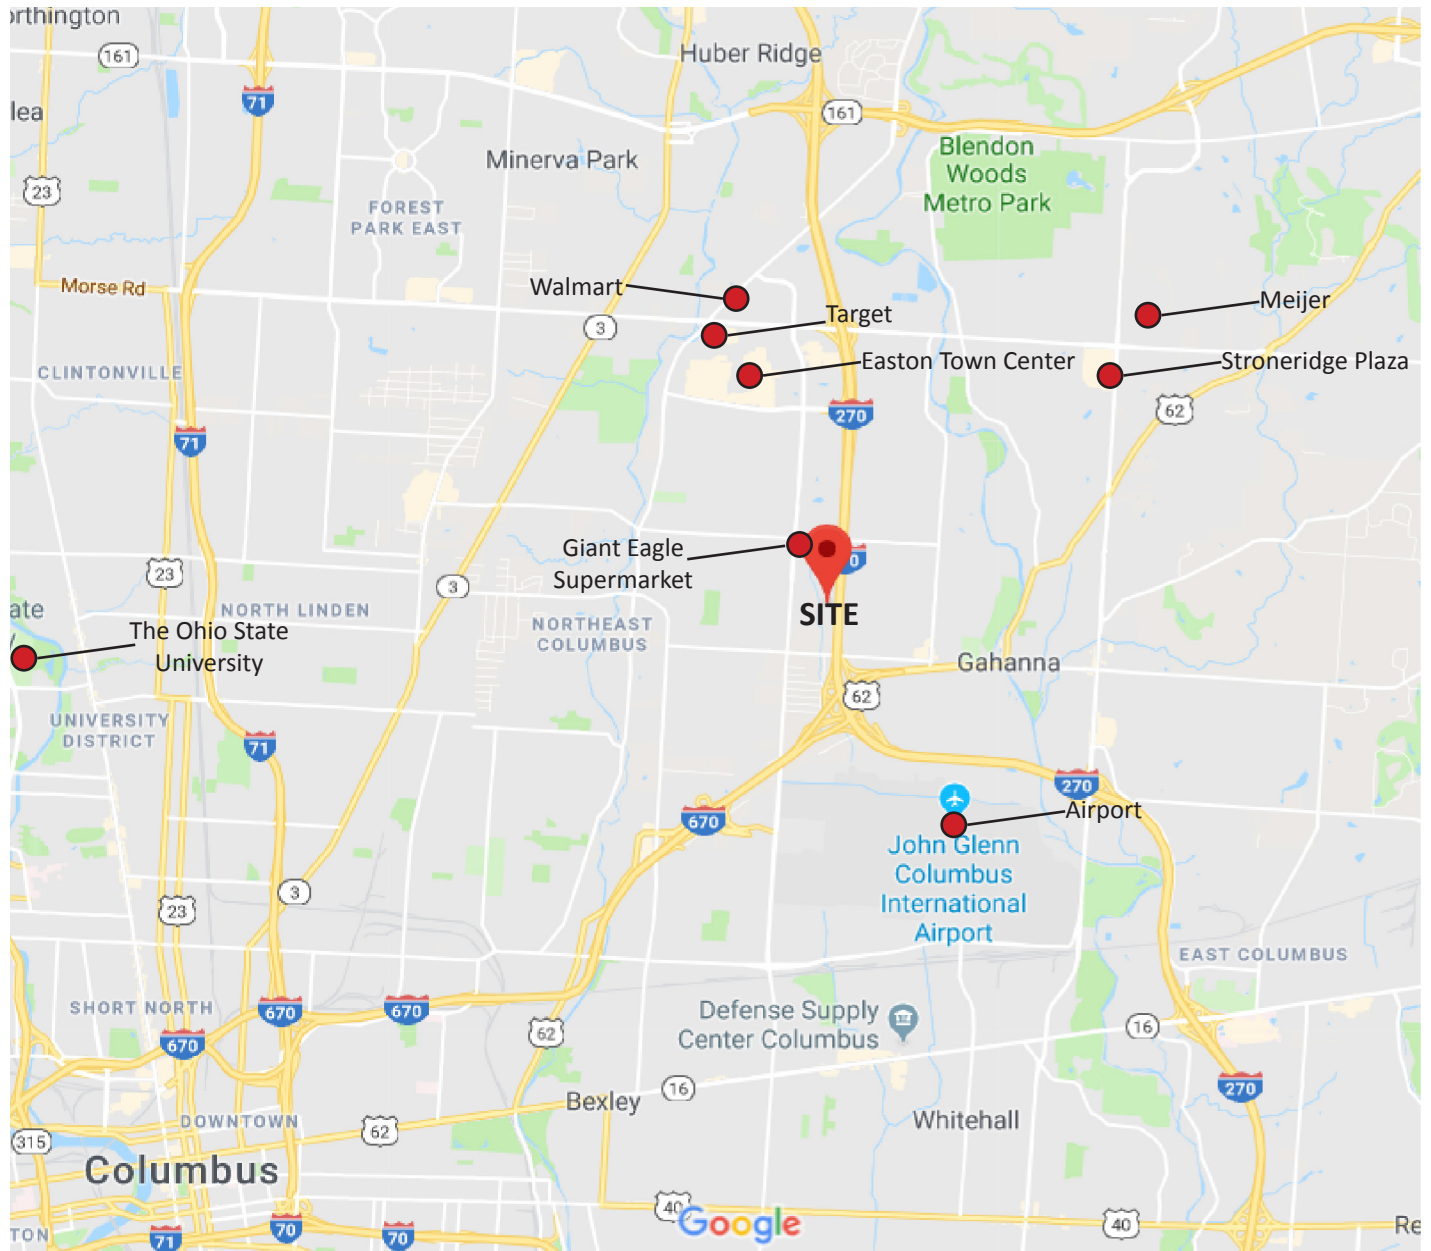 orthington
161
Huber Ridge
71
161
lea
Blendon
Woods
Metro Park
Minerva Park
23
FOREST
PARK EAST
Morse Rd
Walmart
Meijer
3
Target
Easton Town Center
Stroneridge Plaza
CLINTONVILLE
62
270
71
Giant Eagle
Supermarket
0
23
3
ate
NORTH LINDEN
SITE
NORTHEAST
COLUMBUS
The Ohio State
University
Gahanna
62
UNIVERSITY
DISTRICT
71
270
Airport
670
John Glenn
Columbus
International
Airport
3
23
EAST COLUMBUS
SHORT NORTH
670
670
Defense Supply
Center Columbus
16
62
670
16
270
Bexley
DOWNTOWN
62
Whitehall
315
Columbus
40
Google
40
Re
TON
71
70
70